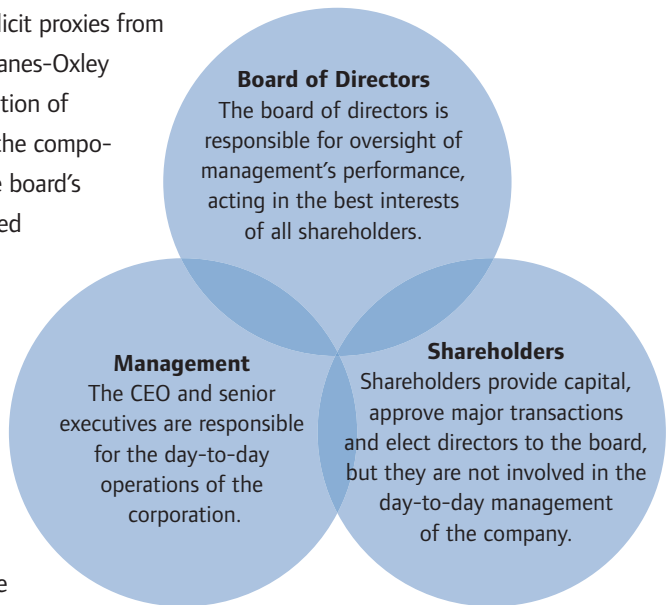 licit proxies from
anes-Oxley
tion of
the compo-
e board's
ed
Board of Directors
The board of directors is
responsible for oversight of
management's performance,
acting in the best interests
of all shareholders.
Management
The CEO and senior
executives are responsible
for the day-to-day
operations of the
corporation.
Shareholders
Shareholders provide capital,
approve major transactions
and elect directors to the board,
but they are not involved in the
day-to-day management
of the company.
e